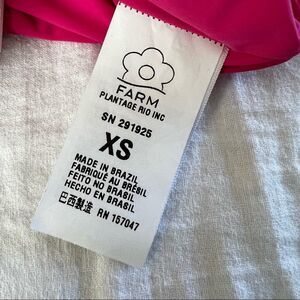 FARM
PLANTAGE RIO INC
SN 291925
XS
MADE IN BRAZIL
FABRIQUÉ AU BRÉSIL
FEITO NO BRASIL
HECHO EN BRASIL
巴西製造 RN 167047